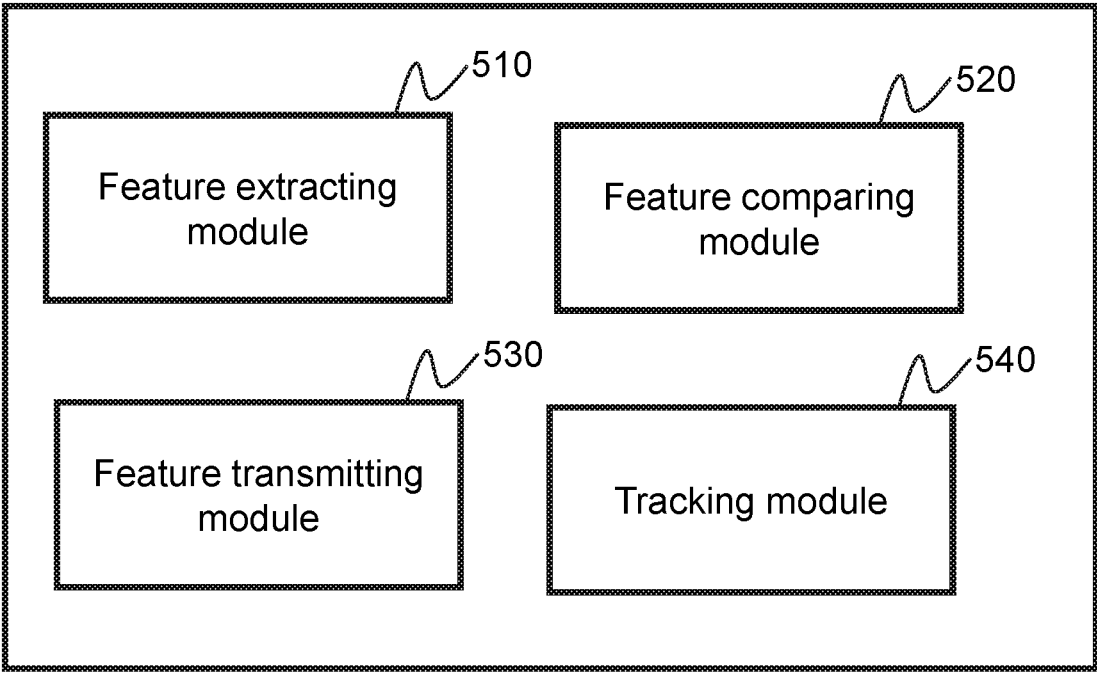 510
Feature extracting
module
520
Feature comparing
module
530
Feature transmitting
module
540
Tracking module